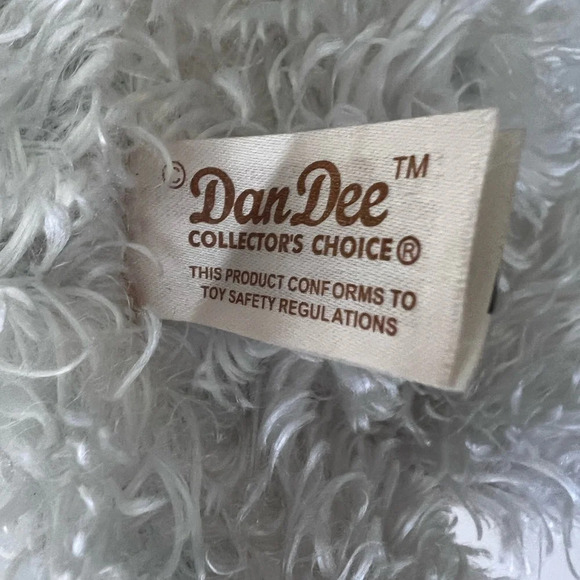 © DanDee™
COLLECTOR'S CHOICE®
THIS PRODUCT CONFORMS TO
TOY SAFETY REGULATIONS